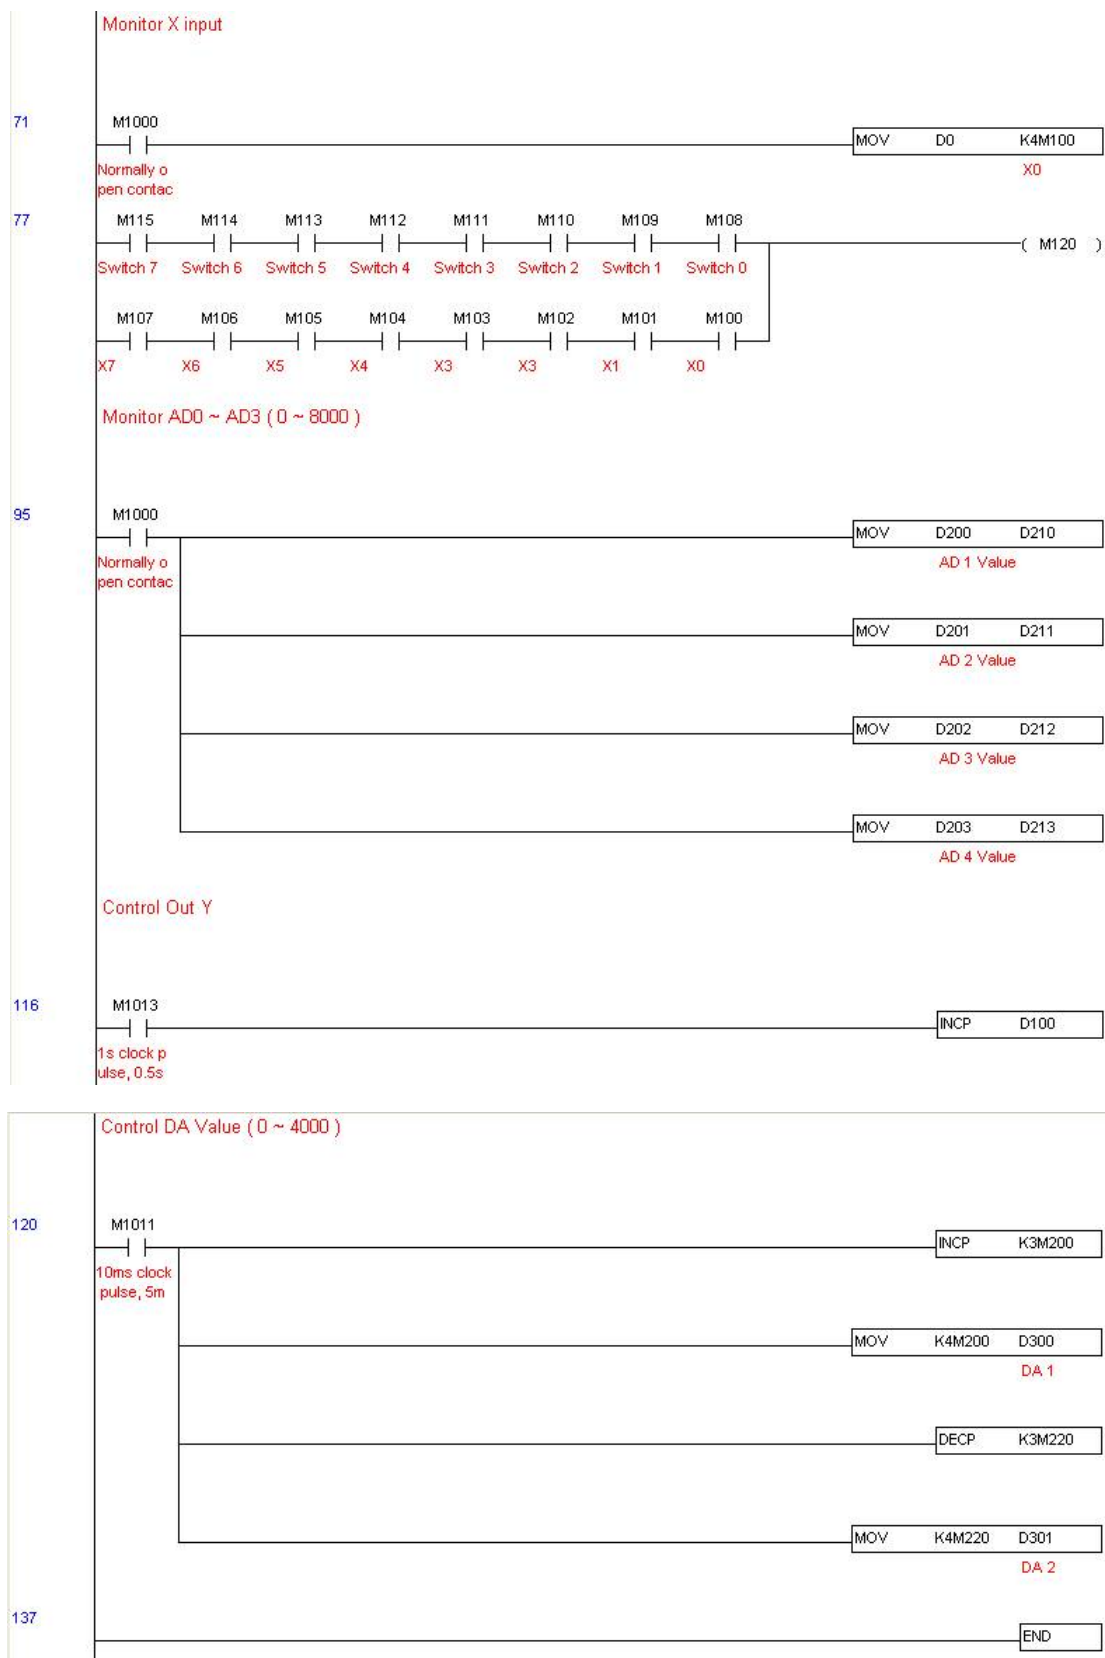 Monitor X input
71 M1000
MOV D0 K4M100
Normally o
pen contac
X0
77 M115 M114 M113 M112 M111 M110 M109 M108
( M120 )
Switch 7 Switch 6 Switch 5 Switch 4 Switch 3 Switch 2 Switch 1 Switch 0
M107 M106 M105 M104 M103 M102 M101 M100
X7 X6 X5 X4 X3 X3 X1 X0
Monitor AD0 ~ AD3 ( 0 ~ 8000 )
95 M1000
MOV D200 D210
Normally o
pen contac
AD 1 Value
MOV D201 D211
AD 2 Value
MOV D202 D212
AD 3 Value
MOV D203 D213
AD 4 Value
Control Out Y
116 M1013
INCP D100
1s clock p
ulse, 0.5s
Control DA Value ( 0 ~ 4000 )
120 M1011
INCP K3M200
10ms clock
pulse, 5m
MOV K4M200 D300
DA 1
DECP K3M220
MOV K4M220 D301
DA 2
137
END